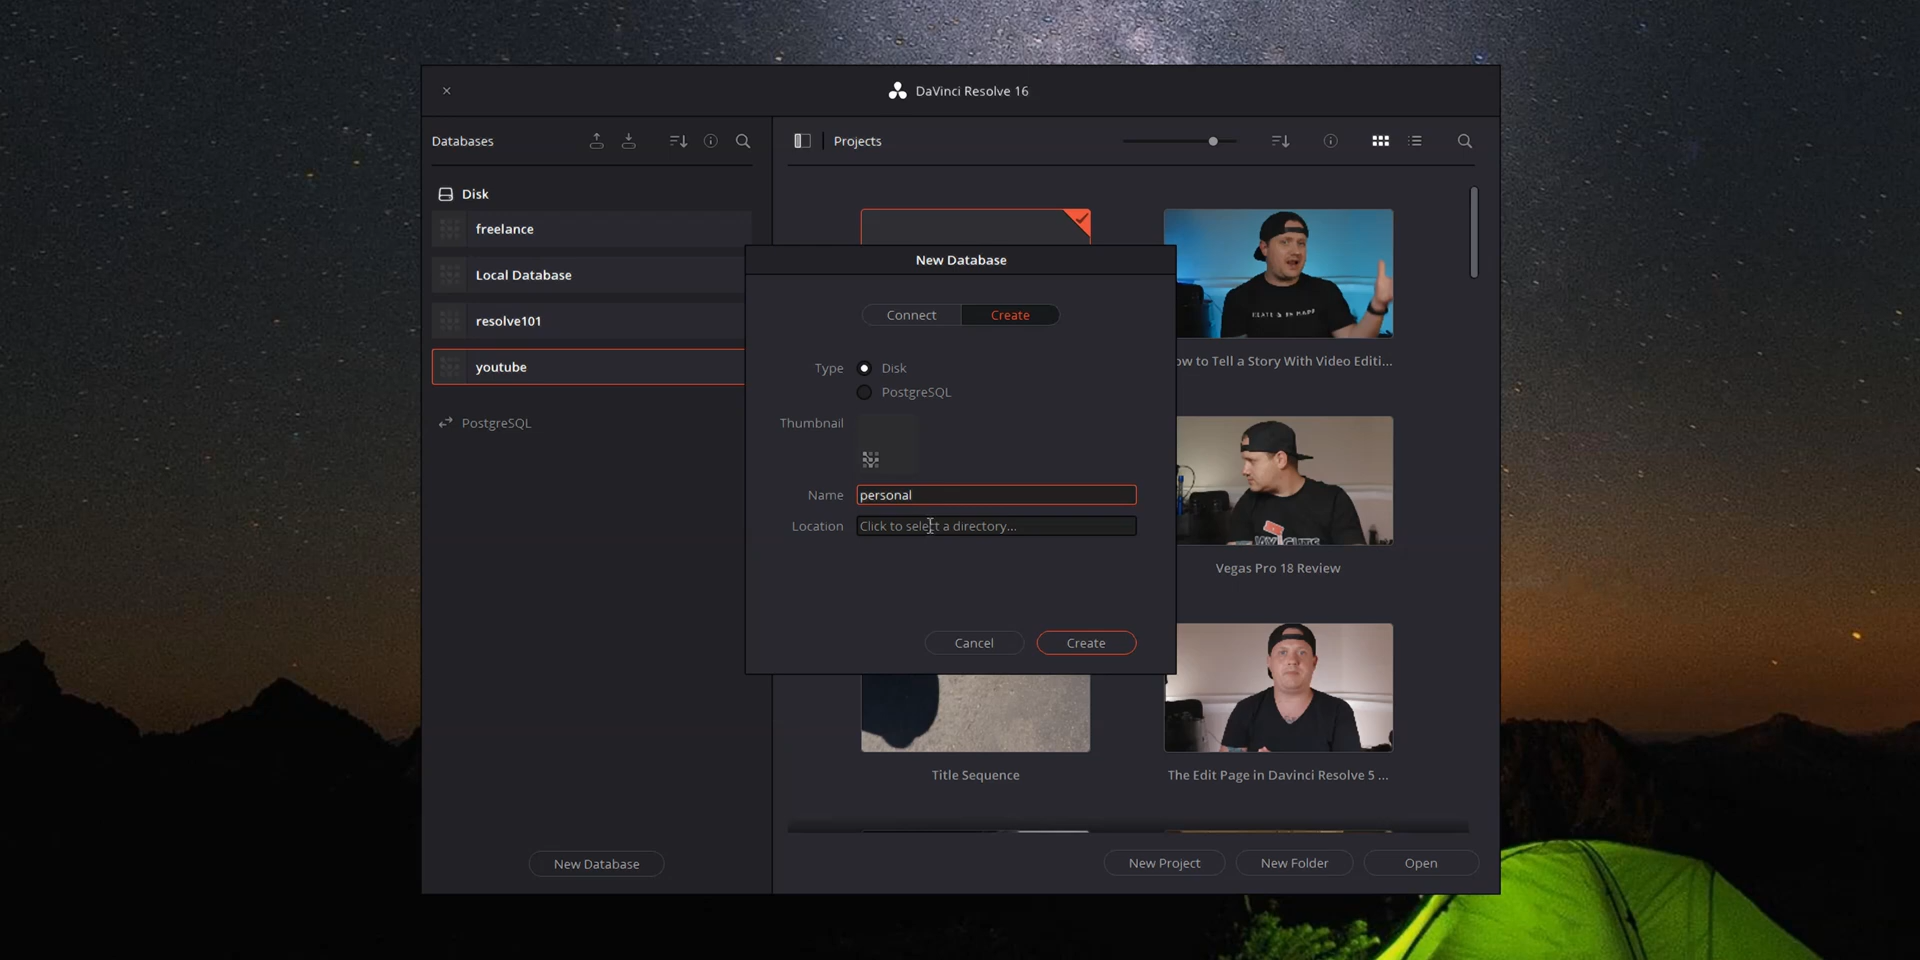 DaVinci Resolve 16
Databases
Projects
Disk
freelance
Local Database
resolve101
youtube
PostgreSQL
New Database
Connect
Create
Type
Disk
PostgreSQL
Thumbnail
Name
personal
Location
Click to select a directory...
Cancel
Create
ow to Tell a Story With Video Editi...
Vegas Pro 18 Review
Title Sequence
The Edit Page in Davinci Resolve 5 ...
New Database
New Project
New Folder
Open